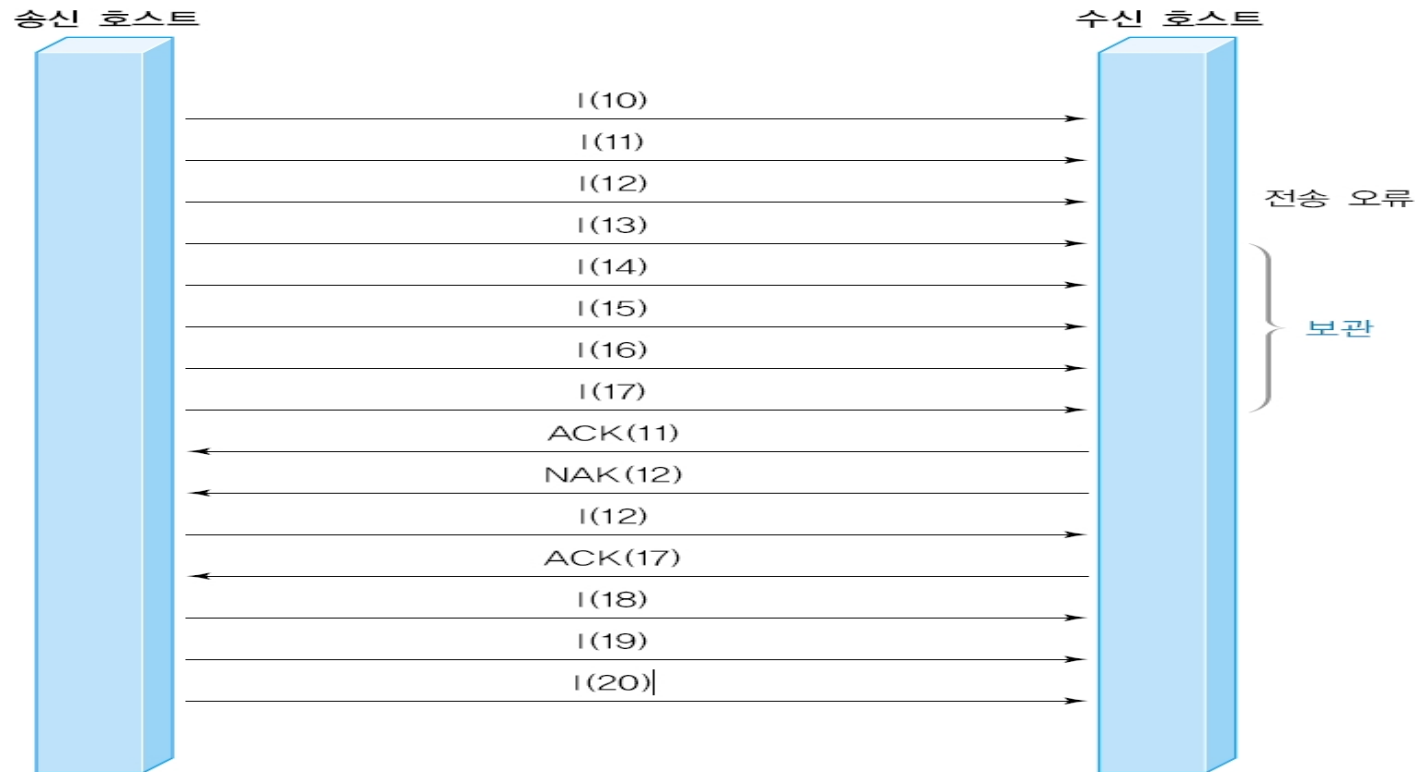 송신 호스트
수신 호스트
I(10)
I(11)
I(12)
전송 오류
I(13)
I(14)
I(15)
보관
I(16)
I(17)
ACK(11)
NAK(12)
I(12)
ACK(17)
I(18)
I(19)
I(20)